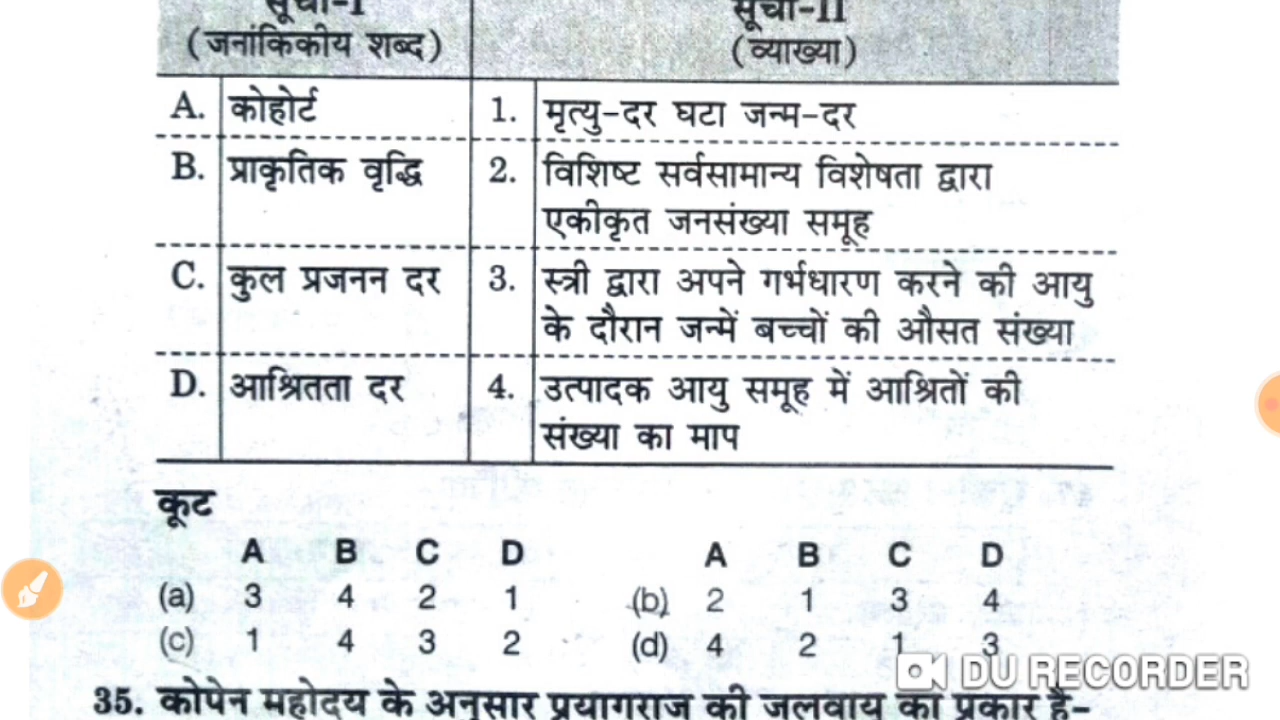 सूची-I सूची-II
(जनांकिकीय शब्द) (व्याख्या)
A. कोहोर्ट 1. मृत्यु-दर घटा जन्म-दर
B. प्राकृतिक वृद्धि 2. विशिष्ट सर्वसामान्य विशेषता द्वारा
एकीकृत जनसंख्या समूह
C. कुल प्रजनन दर 3. स्त्री द्वारा अपने गर्भधारण करने की आयु
के दौरान जन्में बच्चों की औसत संख्या
D. आश्रितता दर 4. उत्पादक आयु समूह में आश्रितों की
संख्या का माप
कूट
A B C D A B C D
(a) 3 4 2 1 (b) 2 1 3 4
(c) 1 4 3 2 (d) 4 2 1 3
DU RECORDER
35. कोपेन महोदय के अनुसार प्रयागराज की जलवायु का प्रकार है-